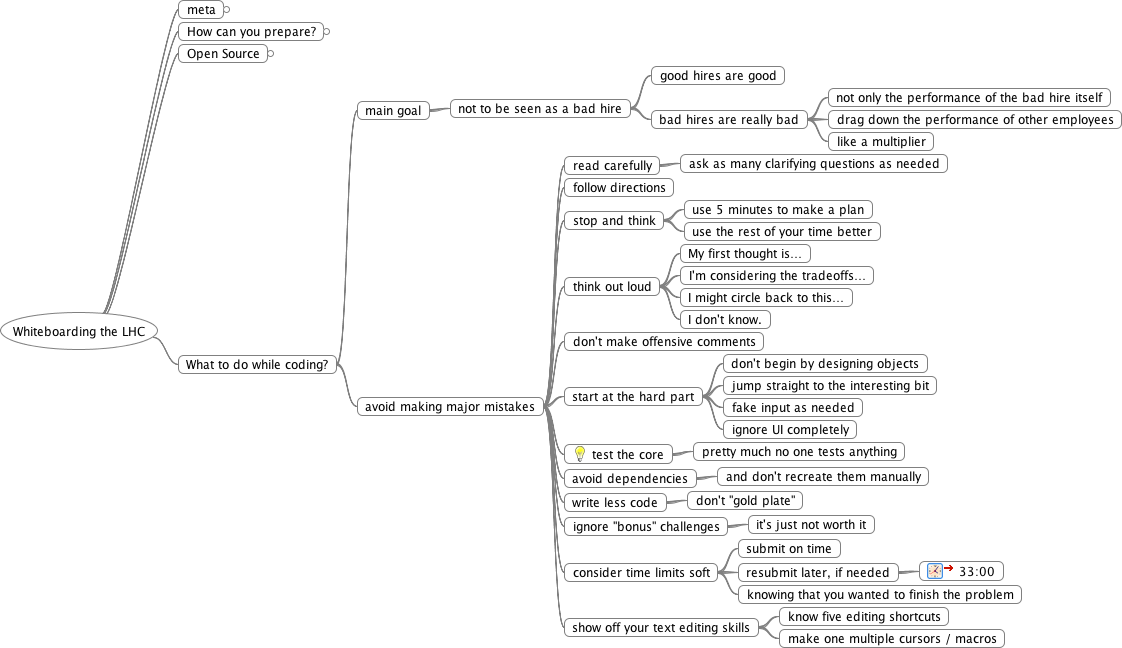 meta
How can you prepare?
Open Source
good hires are good
main goal
not to be seen as a bad hire
bad hires are really bad
not only the performance of the bad hire itself
drag down the performance of other employees
like a multiplier
read carefully
ask as many clarifying questions as needed
follow directions
stop and think
use 5 minutes to make a plan
use the rest of your time better
think out loud
My first thought is...
I'm considering the tradeoffs...
I might circle back to this...
I don't know.
Whiteboarding the LHC
What to do while coding?
don't make offensive comments
start at the hard part
don't begin by designing objects
jump straight to the interesting bit
fake input as needed
ignore UI completely
avoid making major mistakes
test the core
pretty much no one tests anything
avoid dependencies
and don't recreate them manually
write less code
don't "gold plate"
ignore "bonus" challenges
it's just not worth it
consider time limits soft
submit on time
resubmit later, if needed
33:00
knowing that you wanted to finish the problem
show off your text editing skills
know five editing shortcuts
make one multiple cursors / macros